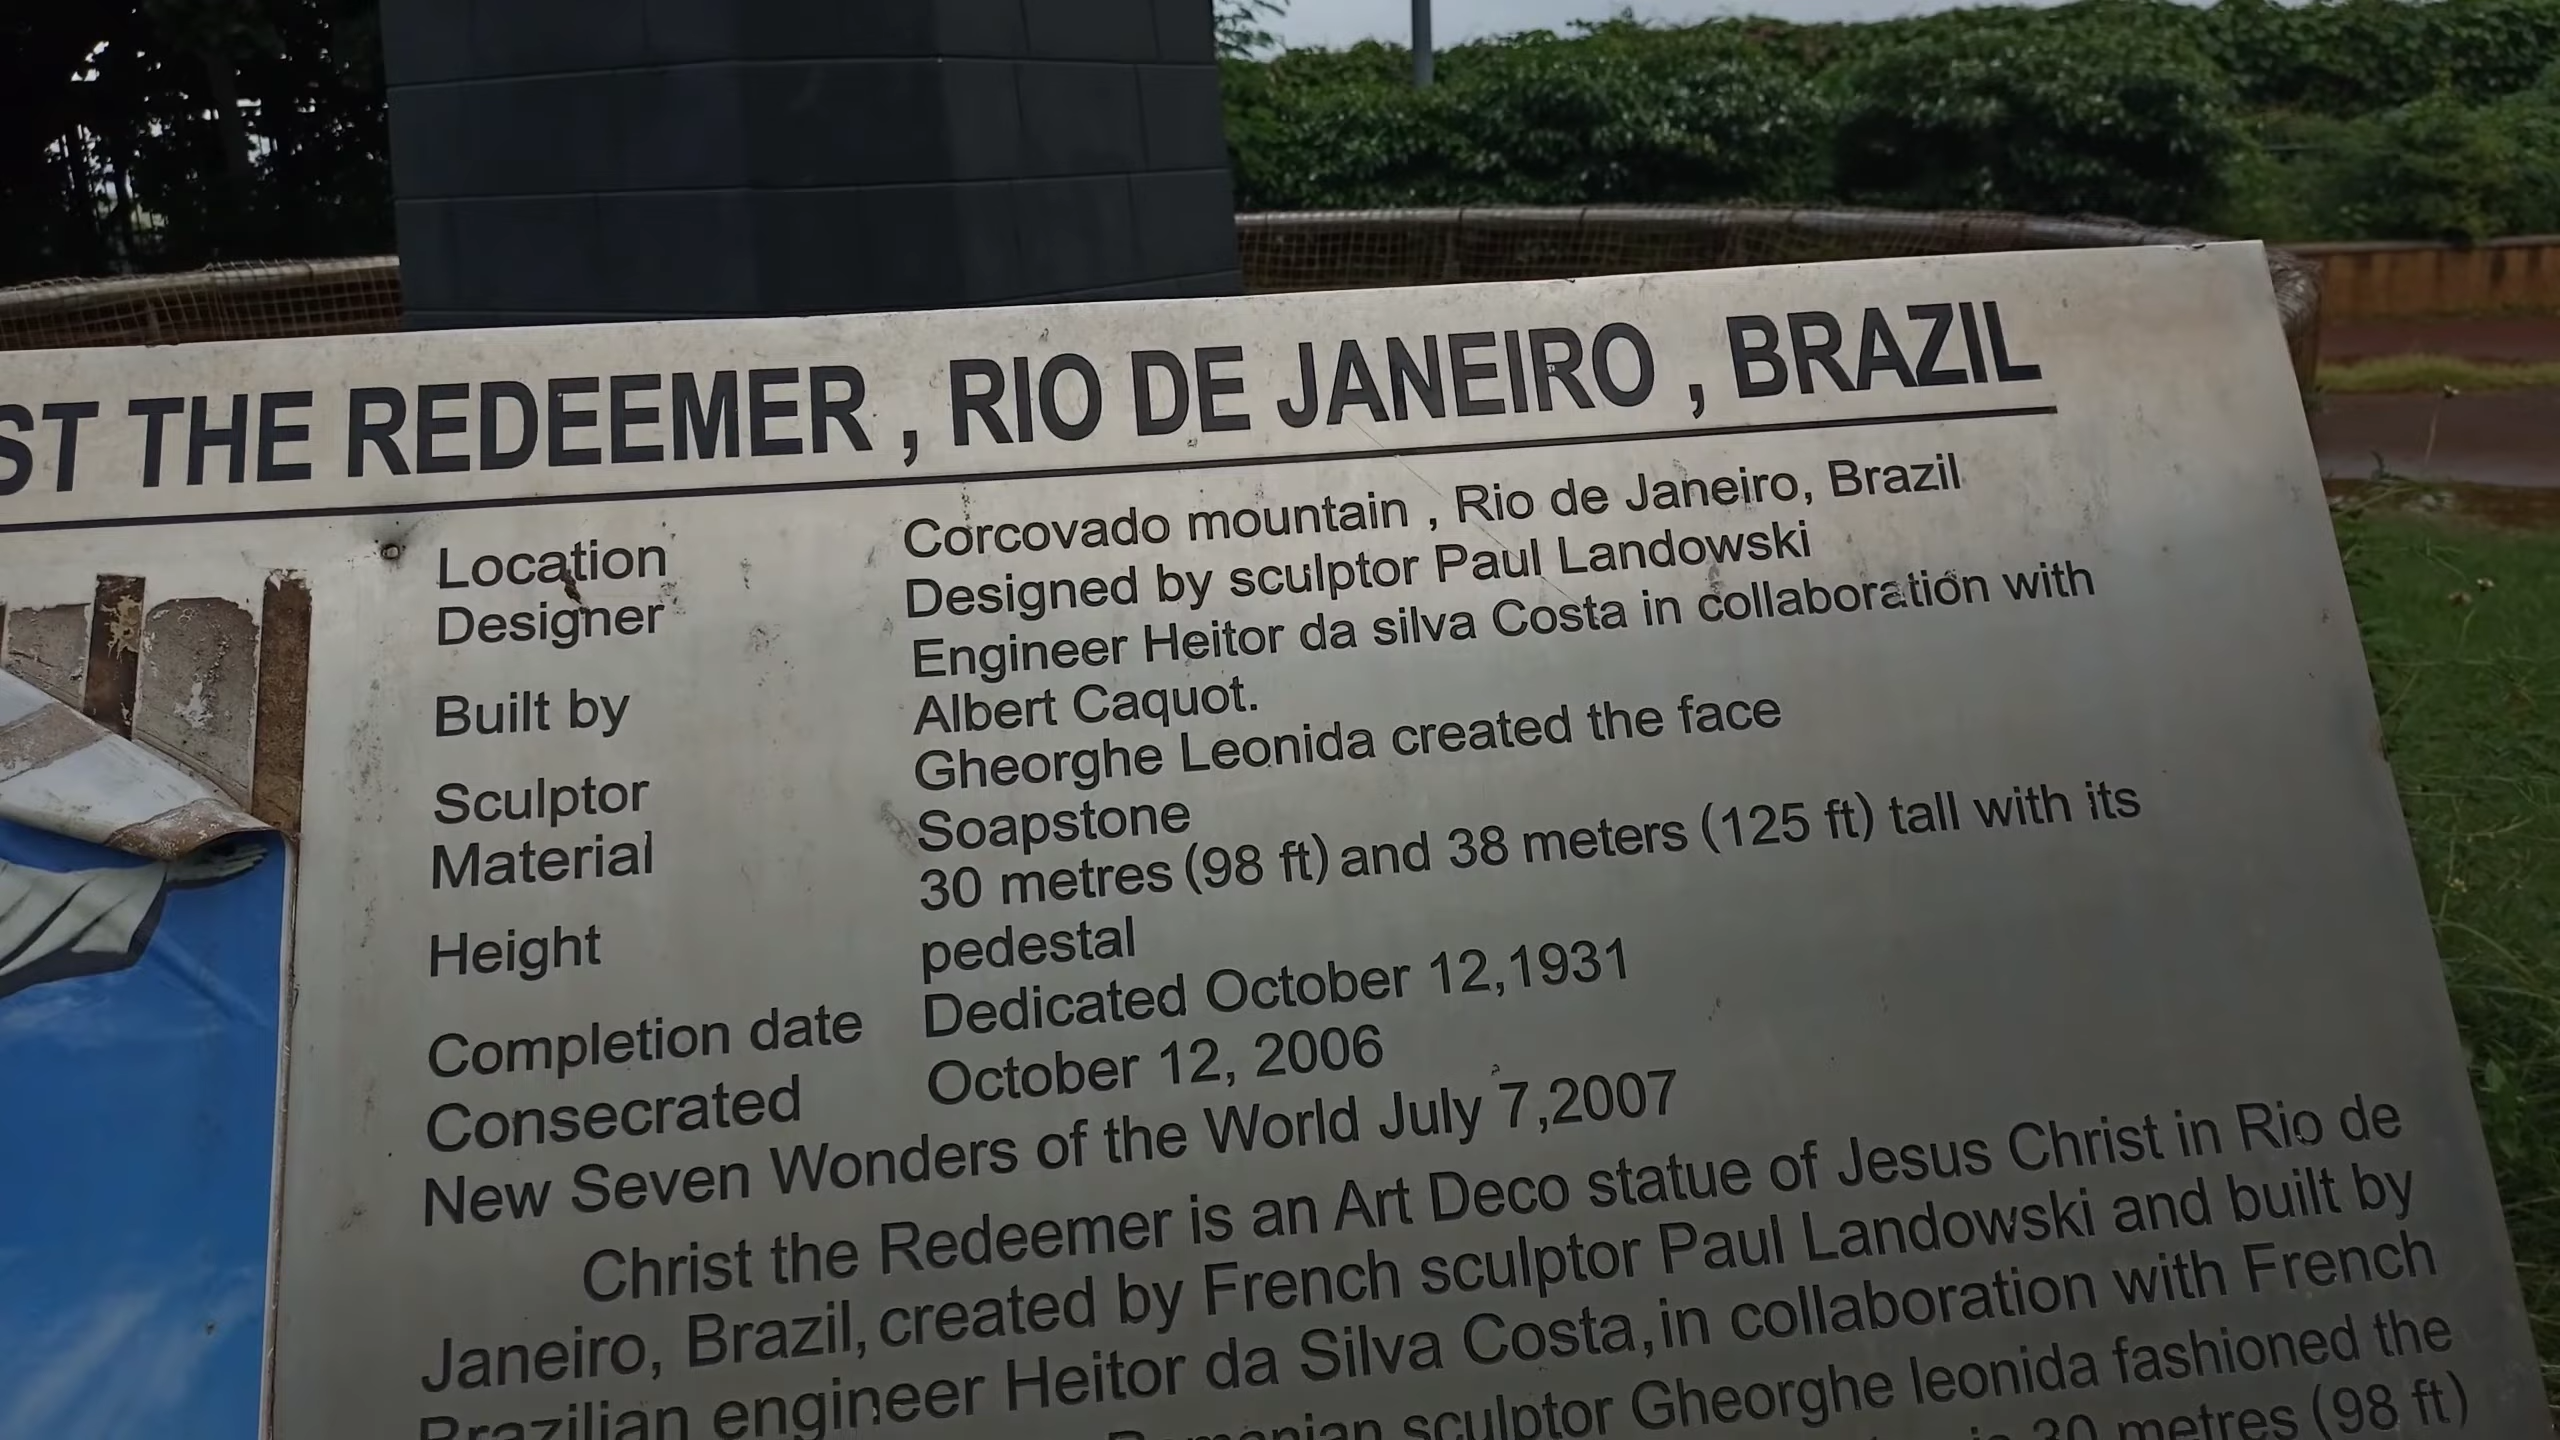 ST THE REDEEMER , RIO DE JANEIRO , BRAZIL
Location Corcovado mountain , Rio de Janeiro, Brazil
Designer Designed by sculptor Paul Landowski
Built by Engineer Heitor da silva Costa in collaboration with
Albert Caquot.
Sculptor Gheorghe Leonida created the face
Material Soapstone
Height 30 metres (98 ft) and 38 meters (125 ft) tall with its
pedestal
Completion date Dedicated October 12,1931
Consecrated October 12, 2006
New Seven Wonders of the World July 7,2007
Christ the Redeemer is an Art Deco statue of Jesus Christ in Rio de
Janeiro, Brazil, created by French sculptor Paul Landowski and built by
Brazilian engineer Heitor da Silva Costa, in collaboration with French
Romanian sculptor Gheorghe leonida fashioned the
is 30 metres (98 ft)